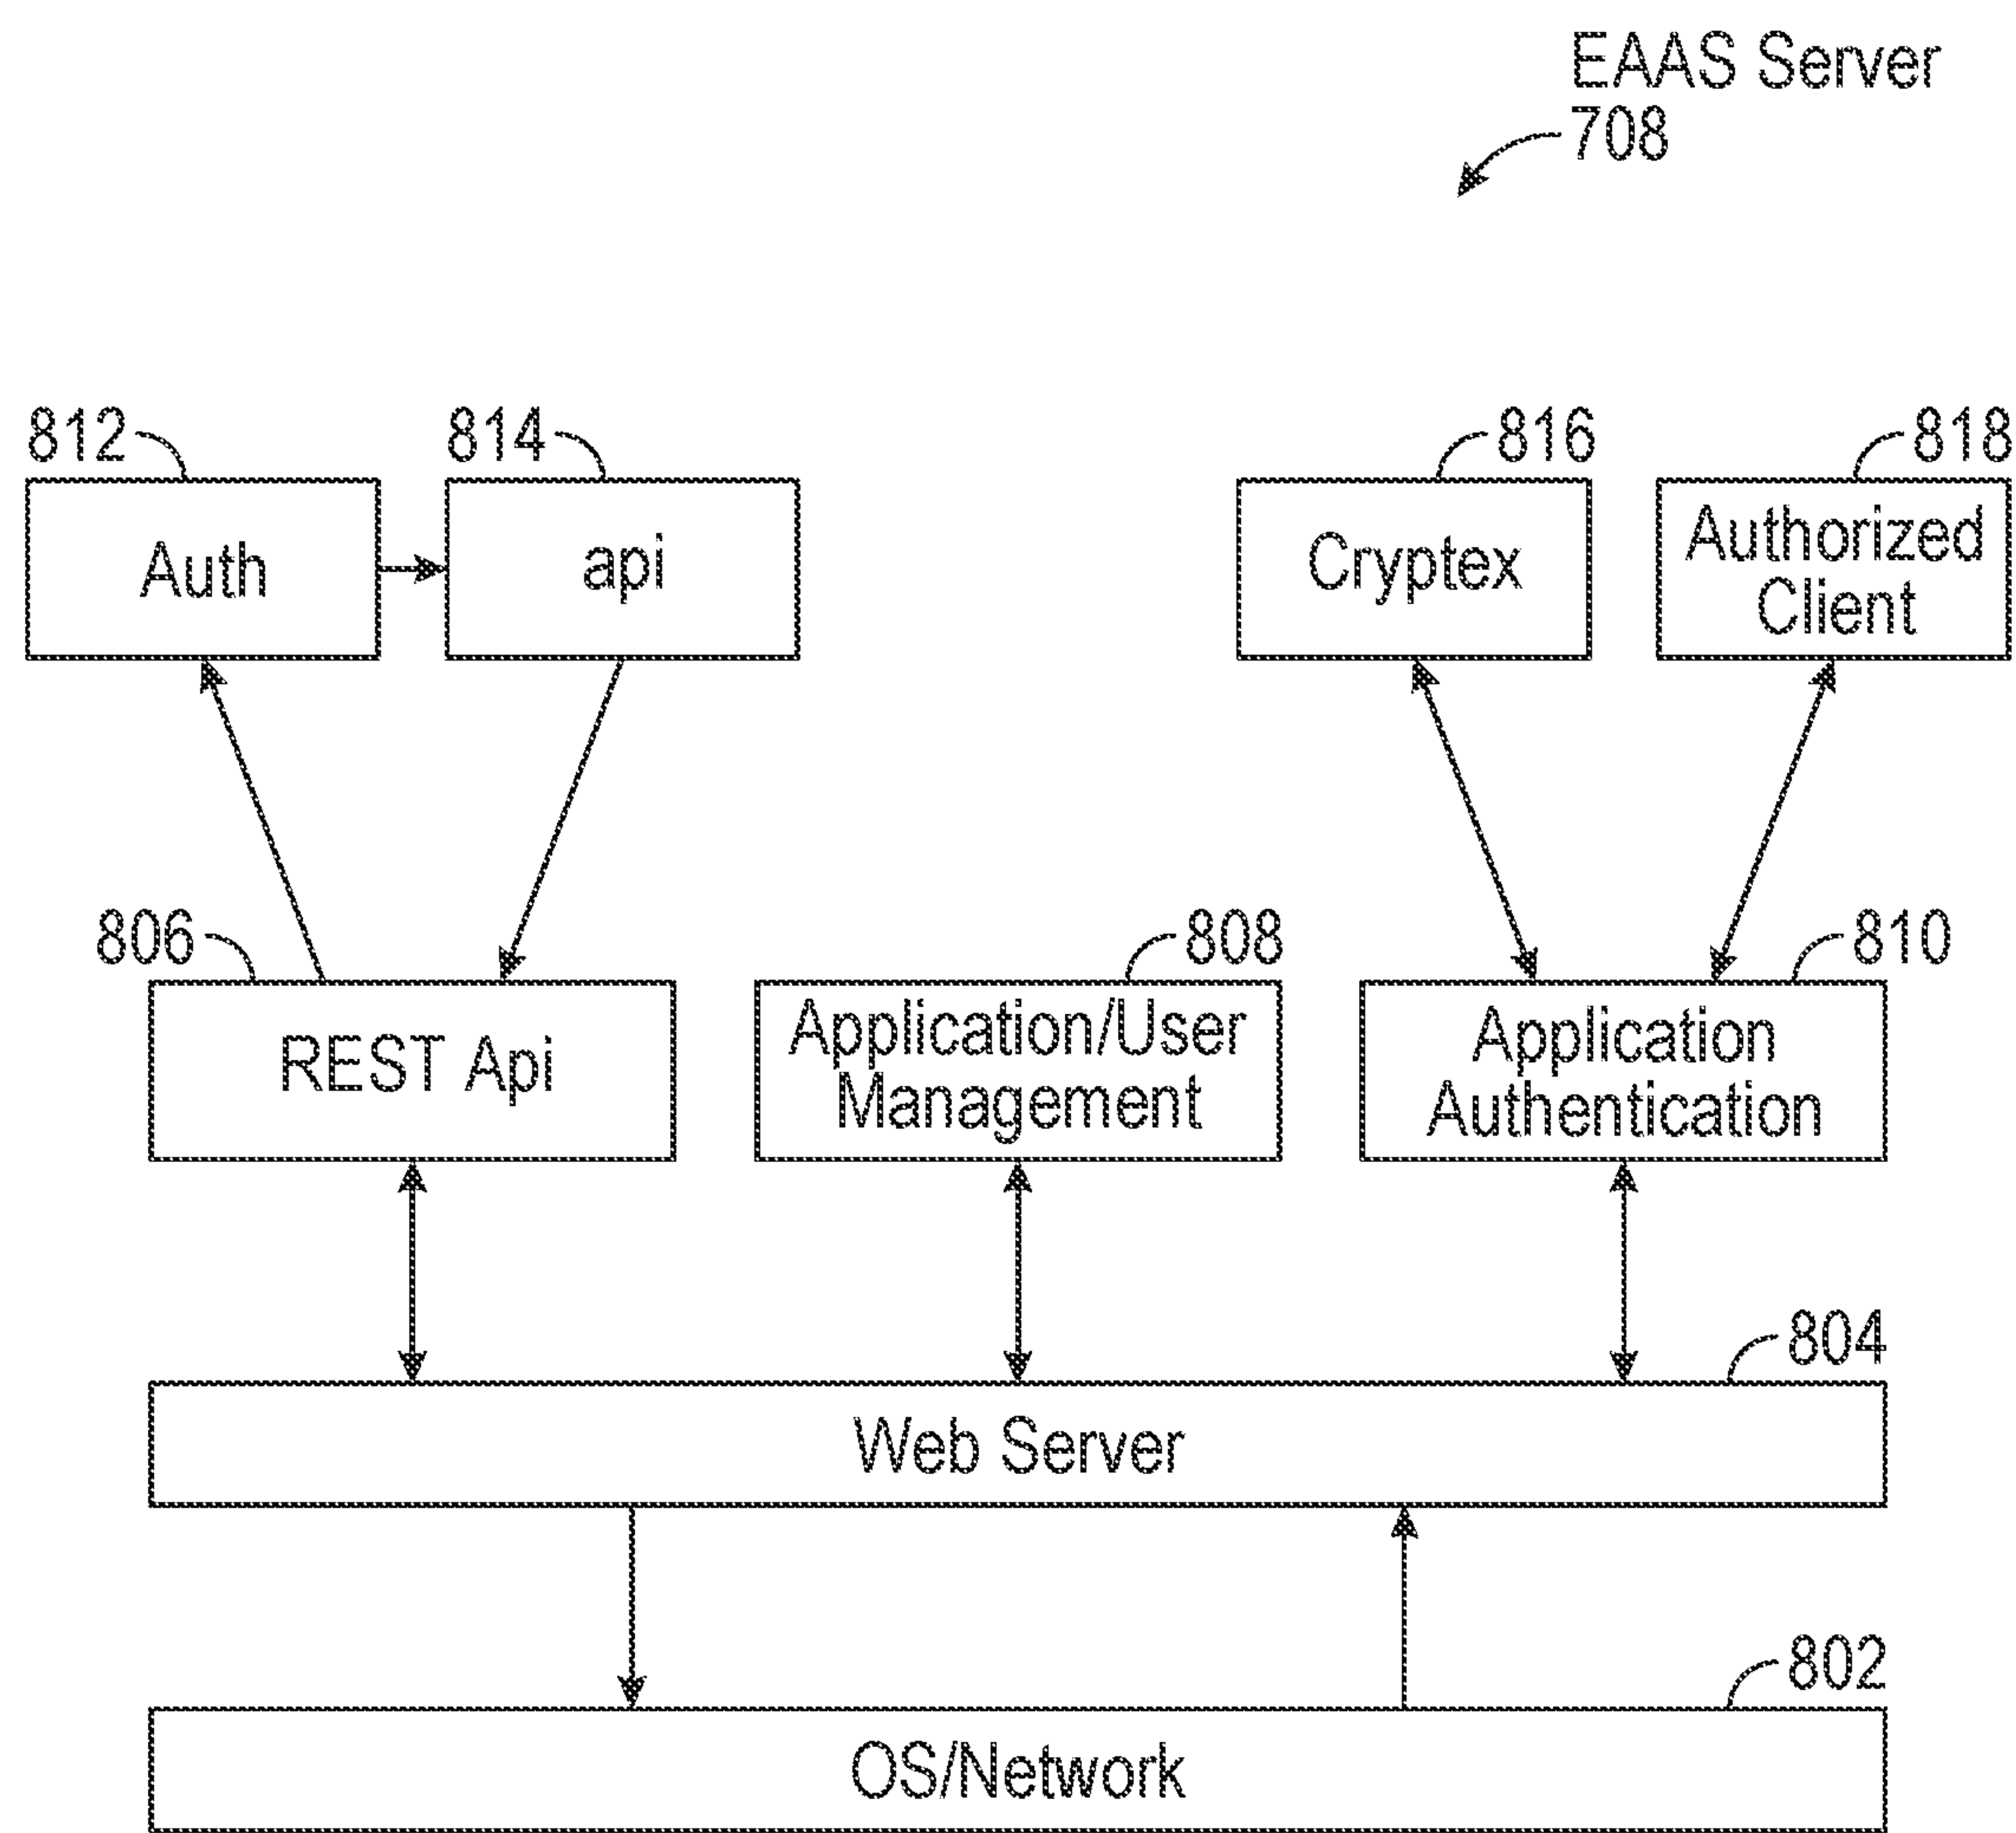 EAAS Server
708
812
814
816
818
Auth
api
Cryptex
Authorized
Client
806
808
810
REST Api
Application/User
Management
Application
Authentication
804
Web Server
802
OS/Network